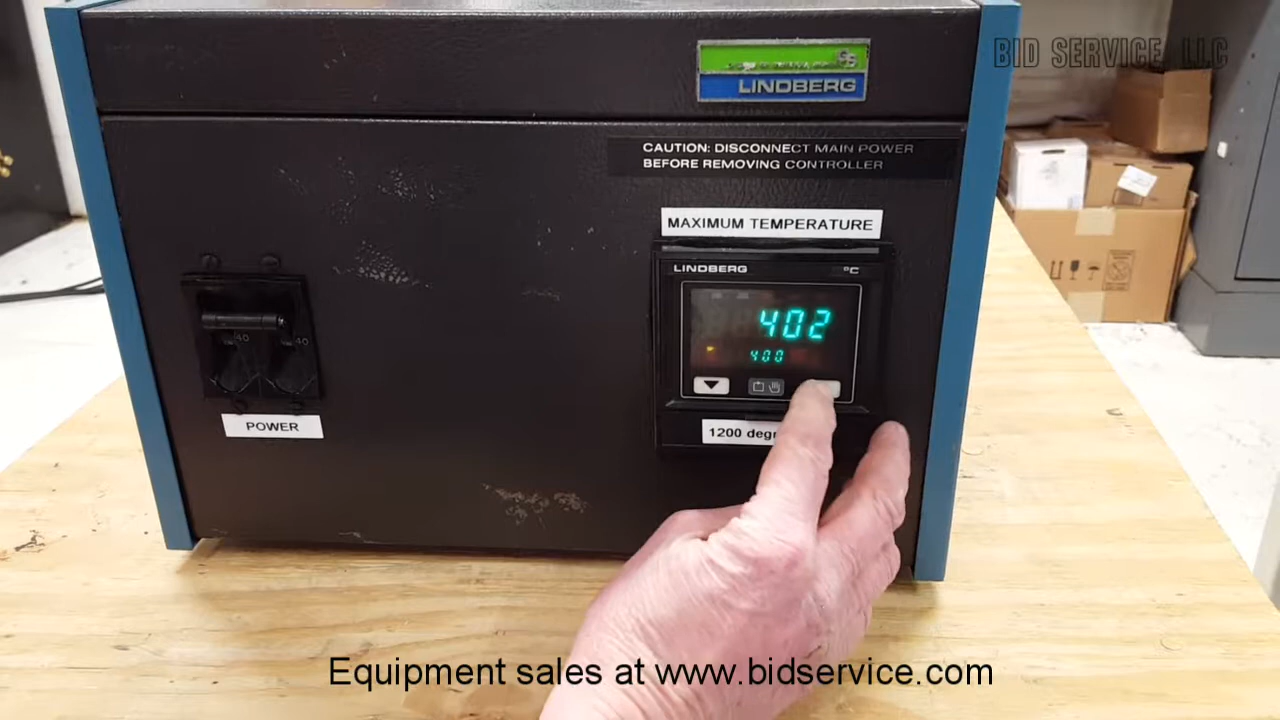 BID SERVICE, LLC
LINDBERG
CAUTION: DISCONNECT MAIN POWER
BEFORE REMOVING CONTROLLER
MAXIMUM TEMPERATURE
LINDBERG °C
402
400
40 40
1200
POWER
Equipment sales at www.bidservice.com